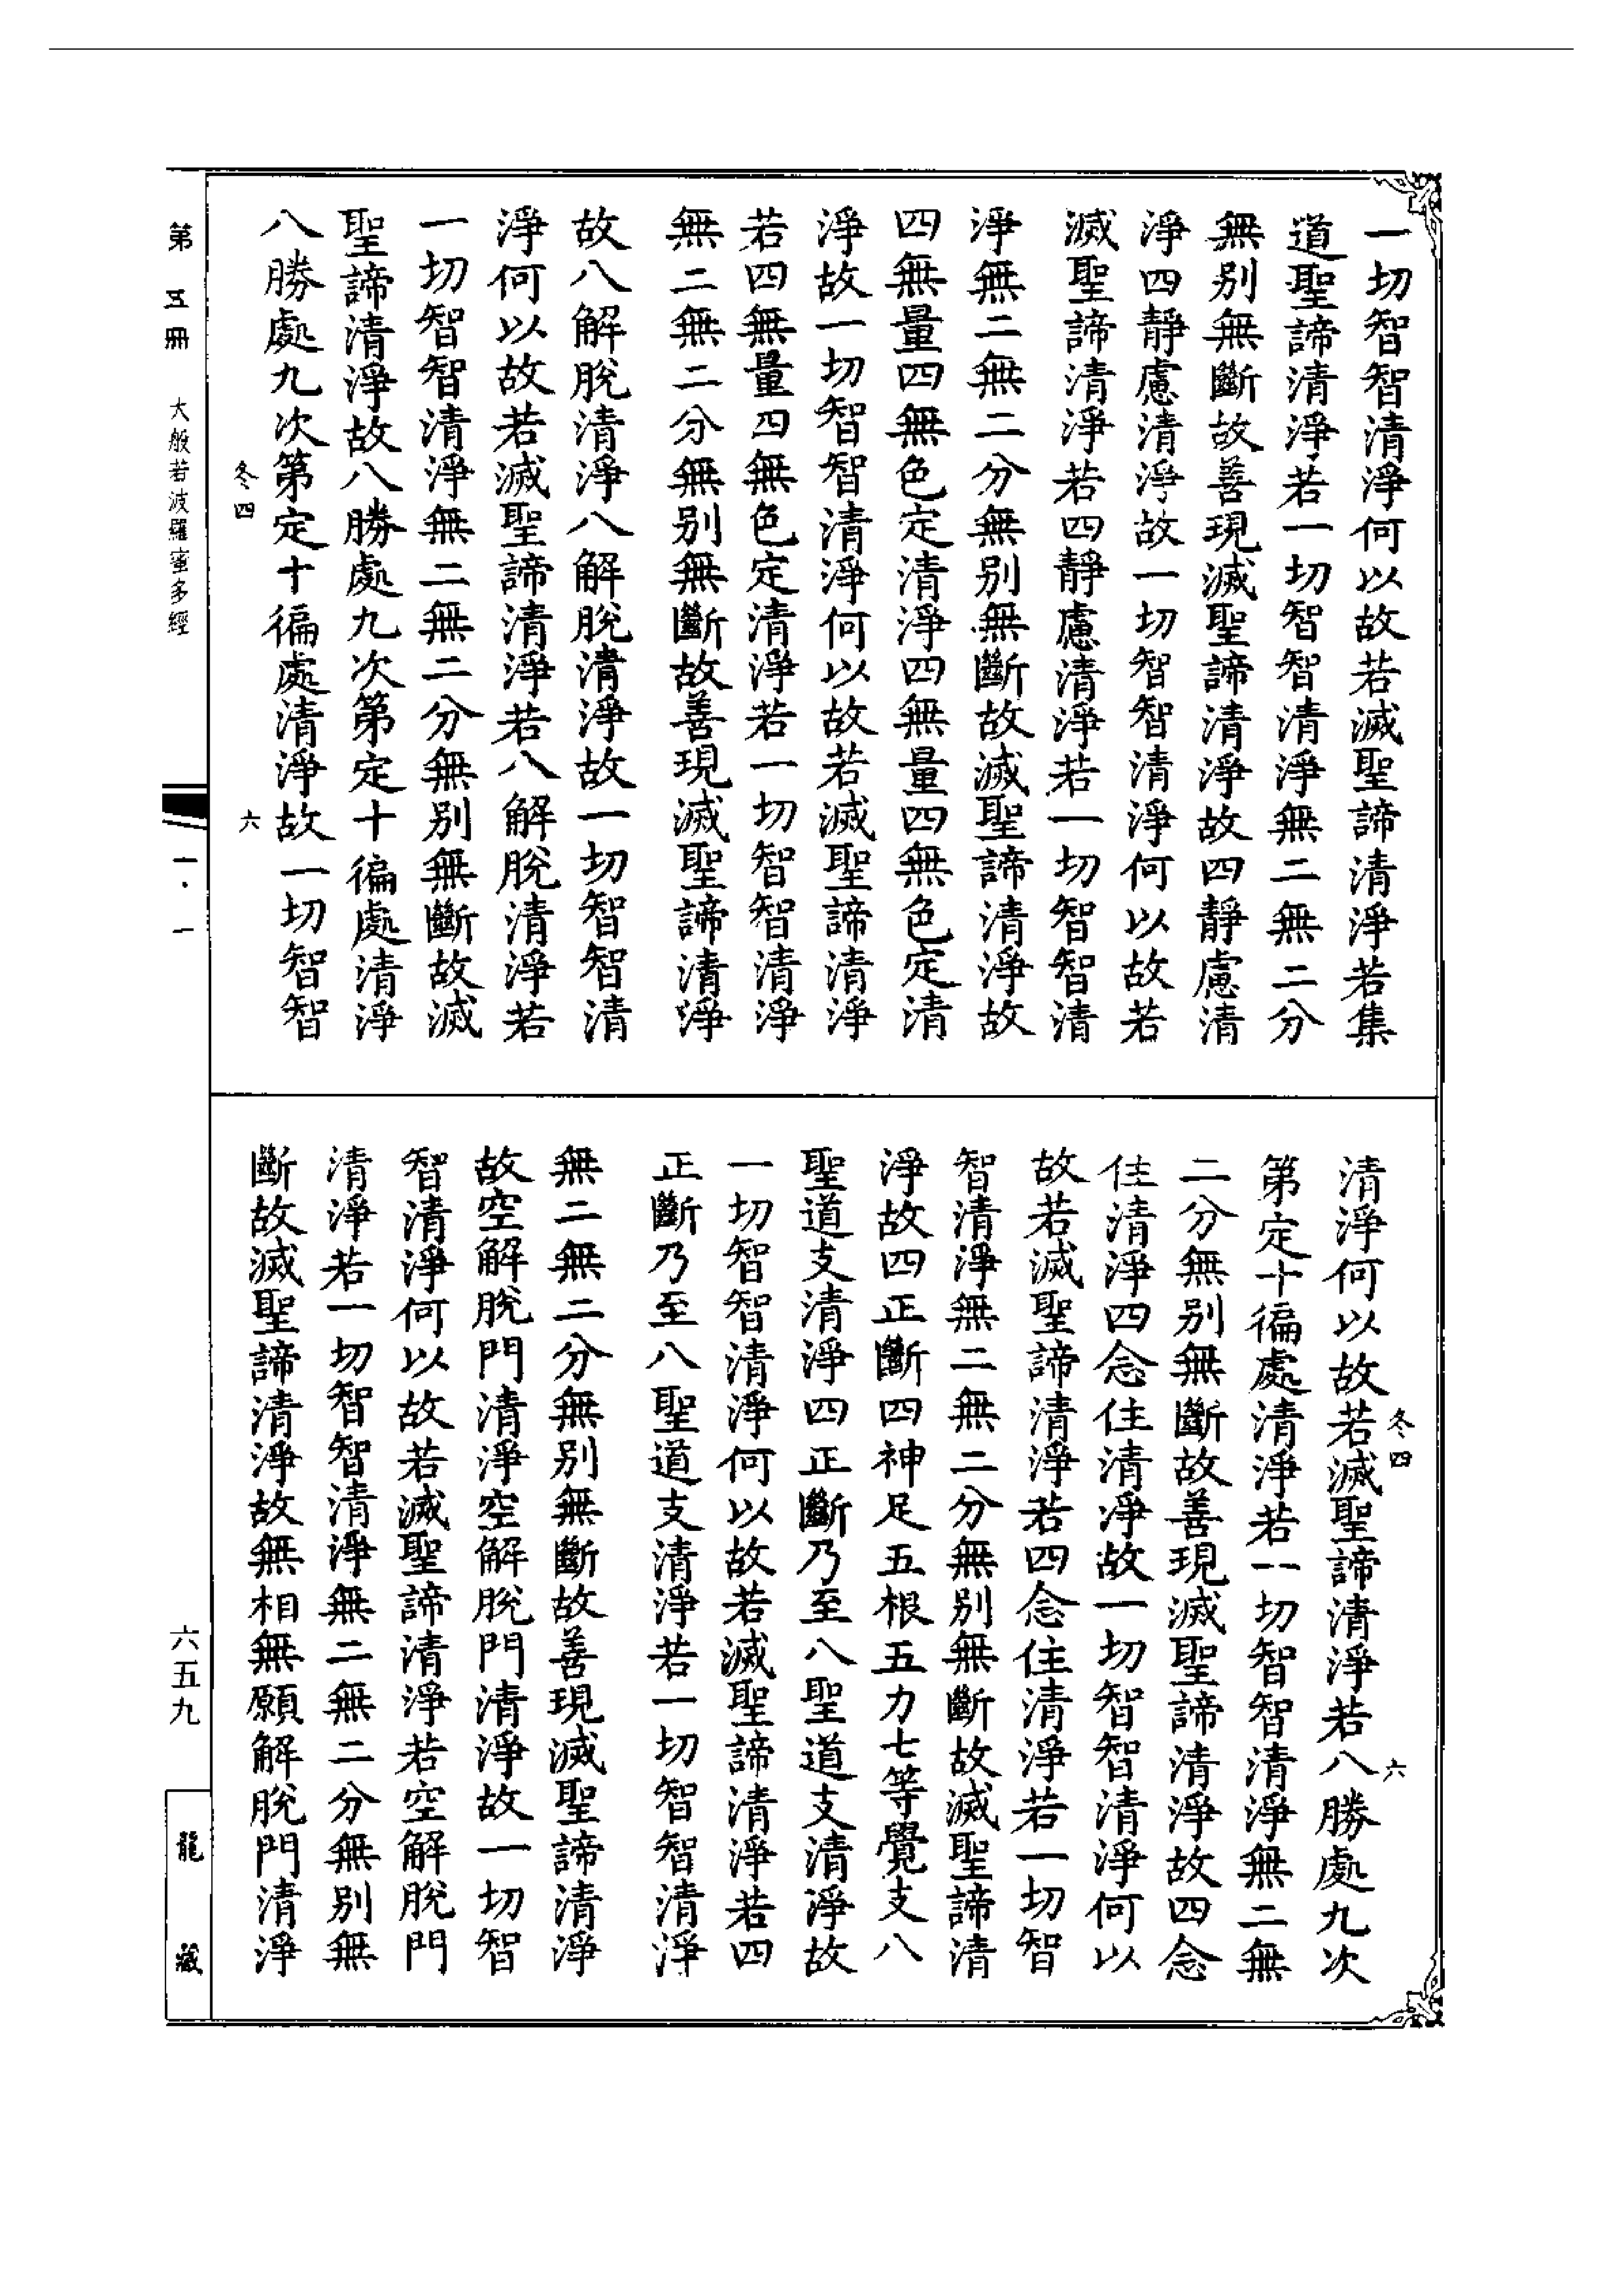 一切智智清淨何以故若滅聖諦清淨若集
道聖諦清淨若一切智智清淨無二無二分
無別無斷故善現滅聖諦清淨故四靜慮清
淨四靜慮清淨故一切智智清淨何以故若
滅聖諦清淨若四靜慮清淨若一切智智清
淨無二無二分無別無斷故滅聖諦清淨故
四無量四無色定清淨四無量四無色定清
淨故一切智智清淨何以故若滅聖諦清淨
若四無量四無色定清淨若一切智智清淨
無二無二分無別無斷故善現滅聖諦清淨
故八解脫清淨八解脫清淨故一切智智清
淨何以故若滅聖諦清淨若八解脫清淨若
一切智智清淨無二無二分無別無斷故滅
聖諦清淨故八勝處九次第定十徧處清淨
八勝處九次第定十徧處清淨故一切智智
冬四 六
清淨何以故若滅聖諦清淨若八勝處九次
第定十徧處清淨若一切智智清淨無二無
二分無別無斷故善現滅聖諦清淨故四念
住清淨四念住清淨故一切智智清淨何以
故若滅聖諦清淨若四念住清淨若一切智
智清淨無二無二分無別無斷故滅聖諦清
淨故四正斷四神足五根五力七等覺支八
聖道支清淨四正斷乃至八聖道支清淨故
一切智智清淨何以故若滅聖諦清淨若四
正斷乃至八聖道支清淨若一切智智清淨
無二無二分無別無斷故善現滅聖諦清淨
故空解脫門清淨空解脫門清淨故一切智
智清淨何以故若滅聖諦清淨若空解脫門
清淨若一切智智清淨無二無二分無別無
斷故滅聖諦清淨故無相無願解脫門清淨
冬四 六
第五冊 大般若波羅蜜多經 一·一 六五九 龍藏